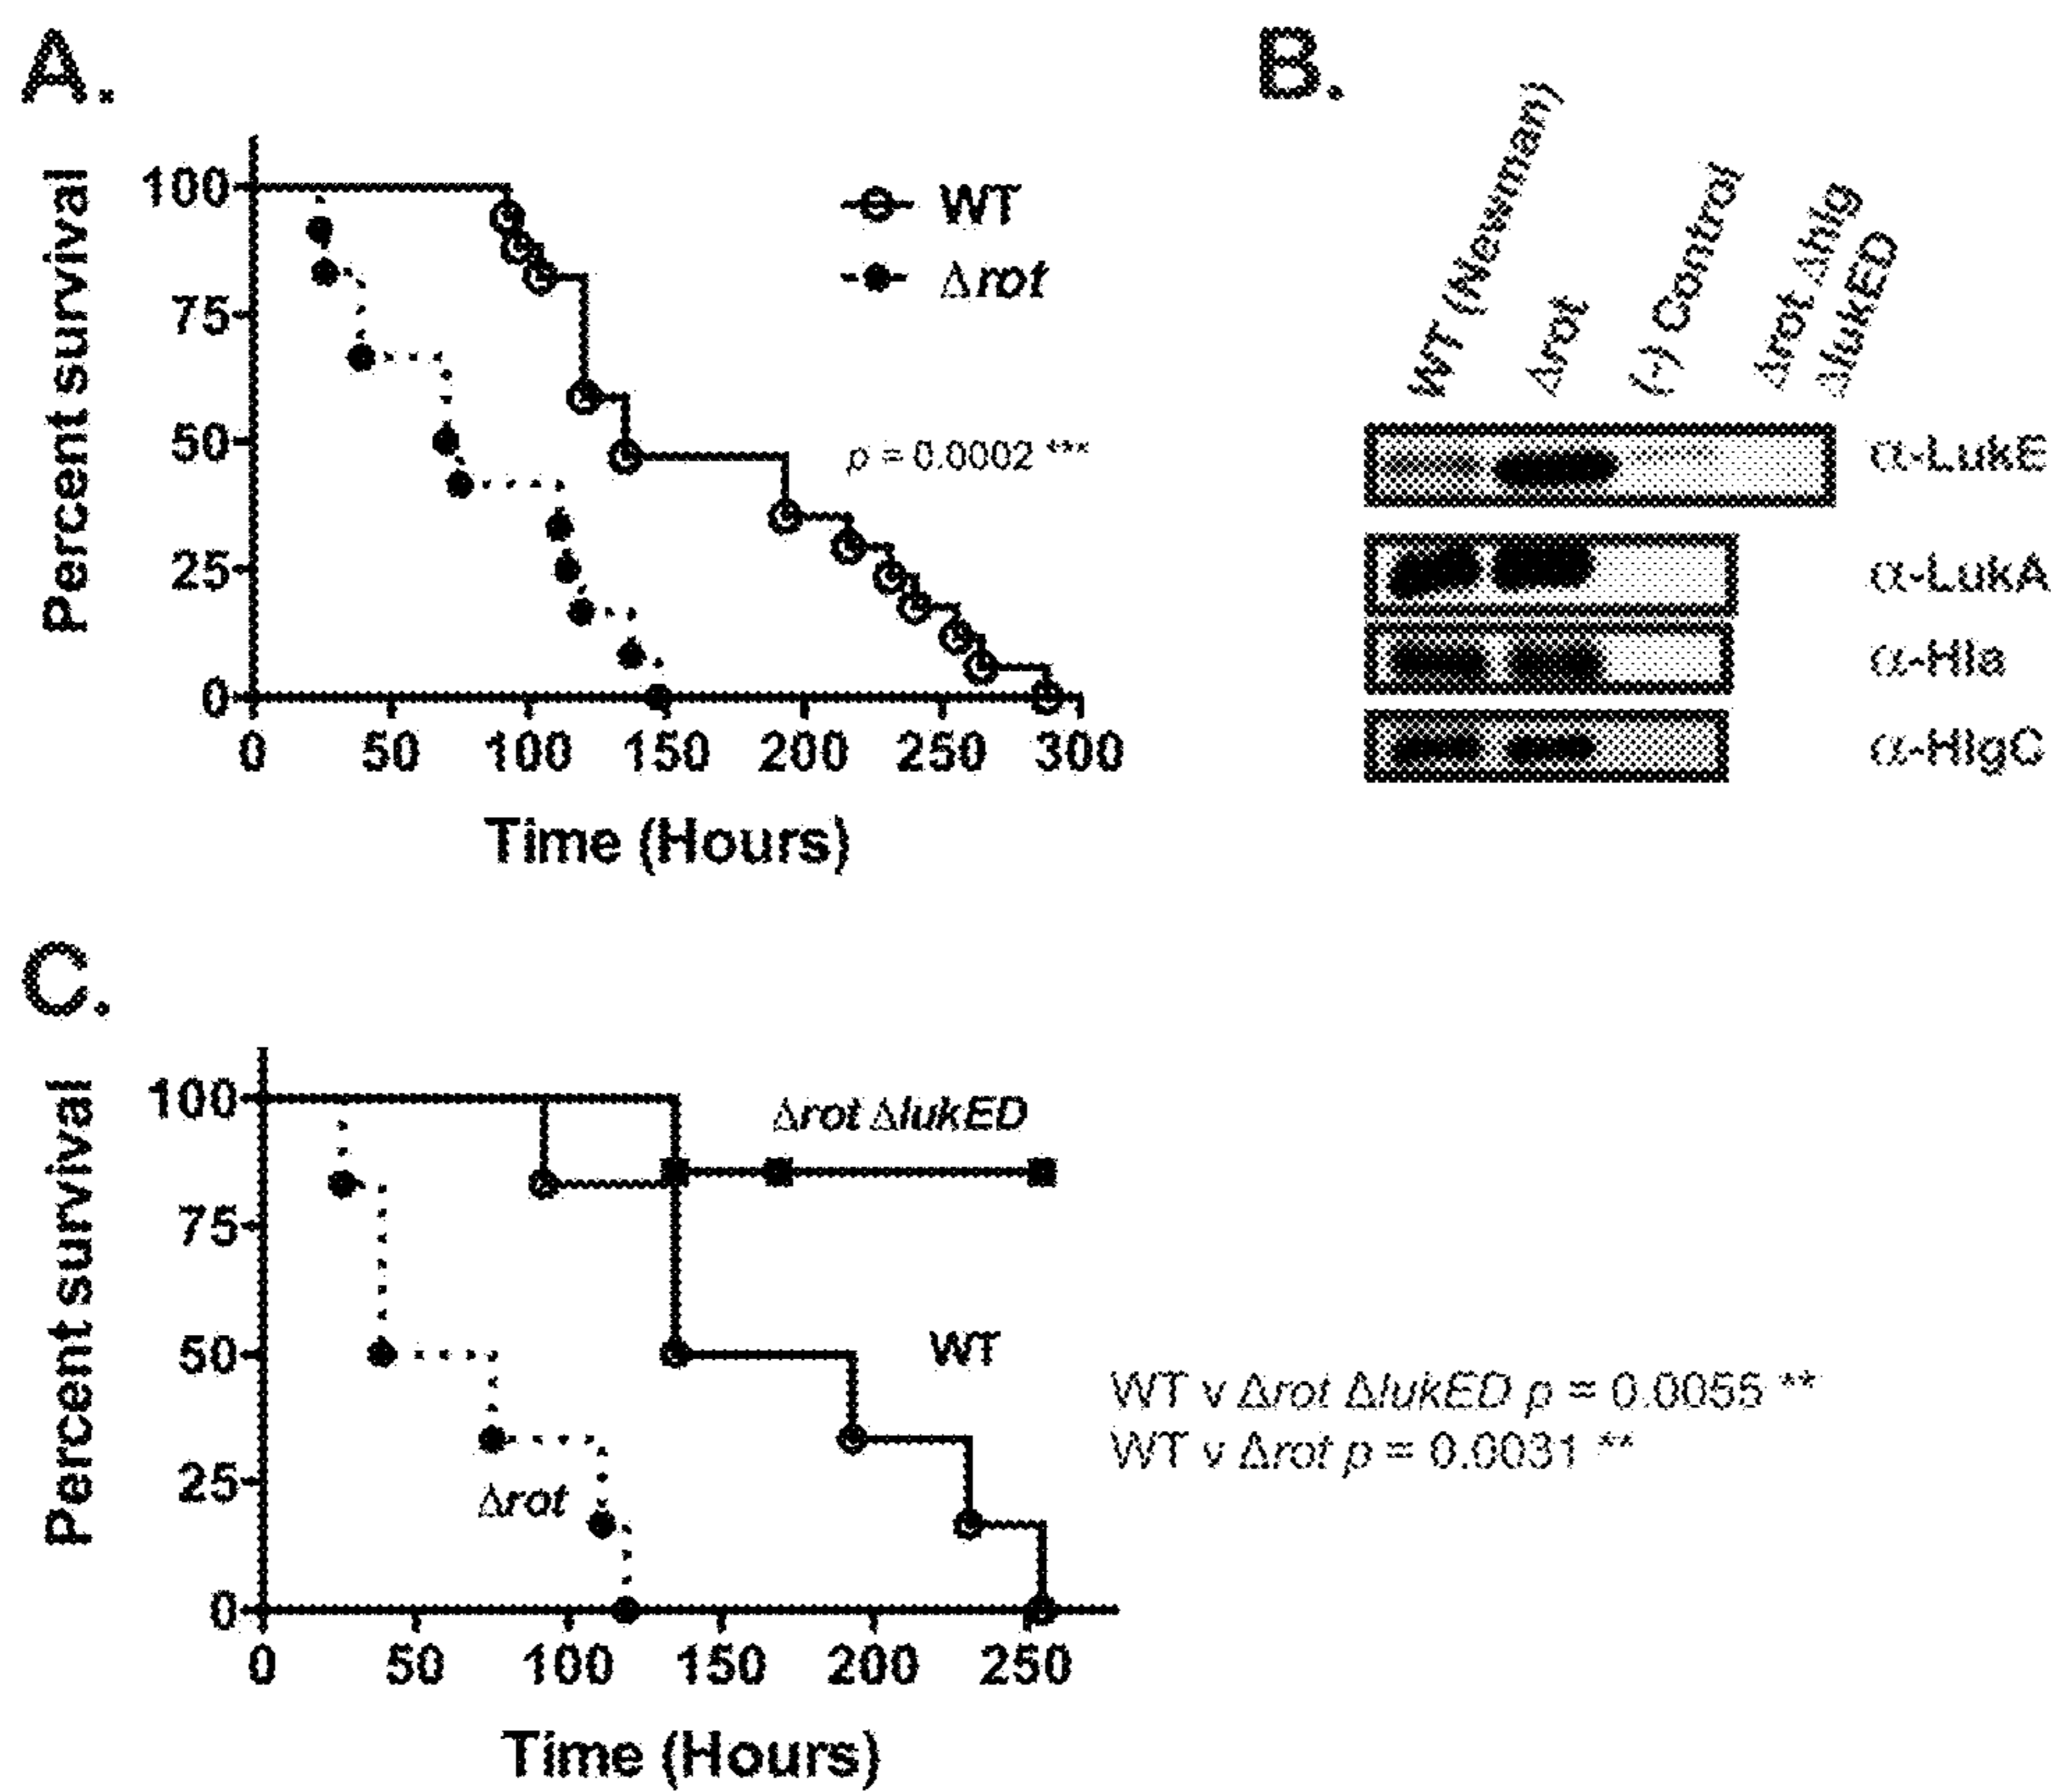 A.
Percent survival
100
75
50
25
0
0 50 100 150 200 250 300
Time (Hours)
WT
Δrot
p = 0.0002 ***
B.
WT (Newman)
Δrot
(-) Control
Δrot Δhlg
ΔlukED
α-LukE
α-LukA
α-Hla
α-HlgC
C.
Percent survival
100
75
50
25
0
0 50 100 150 200 250
Time (Hours)
Δrot ΔlukED
WT
Δrot
WT v Δrot ΔlukED p = 0.0055 **
WT v Δrot p = 0.0031 **